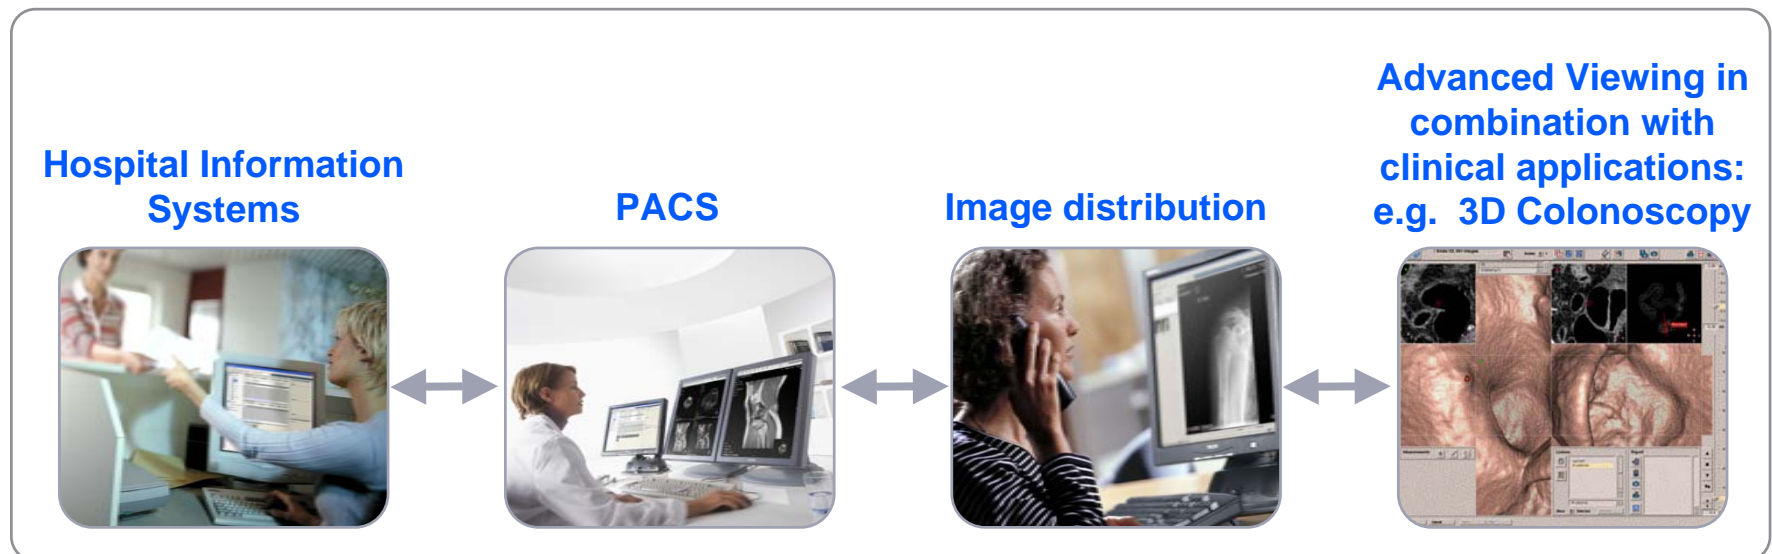 Hospital Information
Systems
PACS
Image distribution
Advanced Viewing in
combination with
clinical applications:
e.g. 3D Colonoscopy